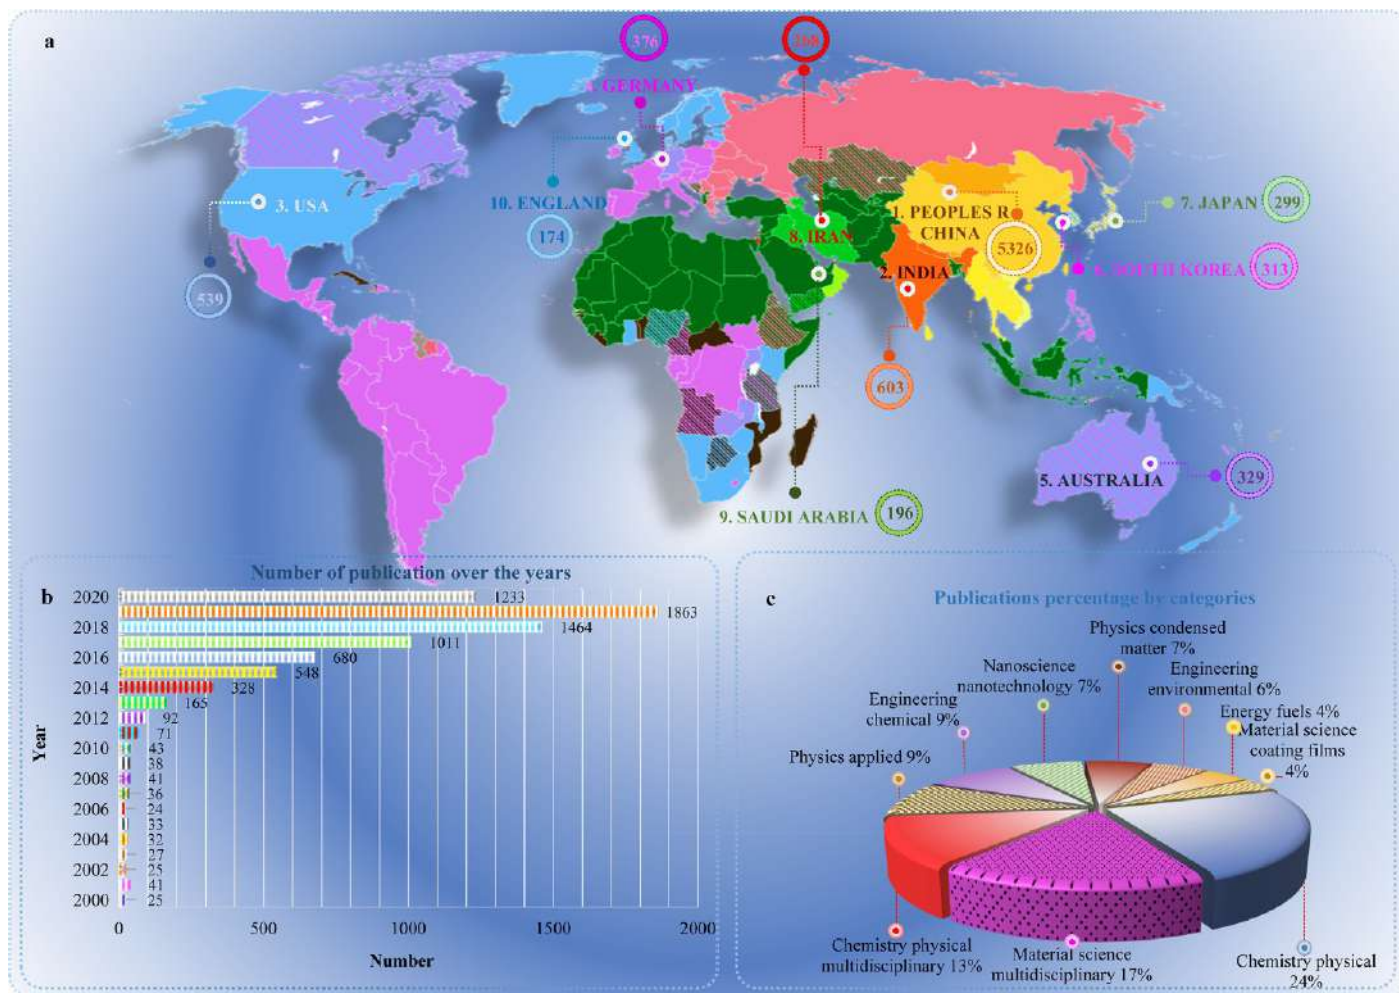 a
376
268
4. GERMANY
10. ENGLAND
174
3. USA
539
8. IRAN
1. PEOPLES R
CHINA
5326
2. INDIA
603
7. JAPAN
299
6. SOUTH KOREA
313
5. AUSTRALIA
329
9. SAUDI ARABIA
196
b
Number of publication over the years
Year
2020
1233
1863
2018
1464
1011
2016
680
548
2014
328
165
2012
92
71
2010
43
38
2008
41
36
2006
24
33
2004
32
27
2002
25
41
2000
25
0
500
1000
1500
2000
Number
c
Publications percentage by categories
Physics condensed
matter 7%
Nanoscience
nanotechnology 7%
Engineering
environmental 6%
Engineering
chemical 9%
Energy fuels 4%
Material science
coating films
4%
Physics applied 9%
Chemistry physical
multidisciplinary 13%
Material science
multidisciplinary 17%
Chemistry physical
24%